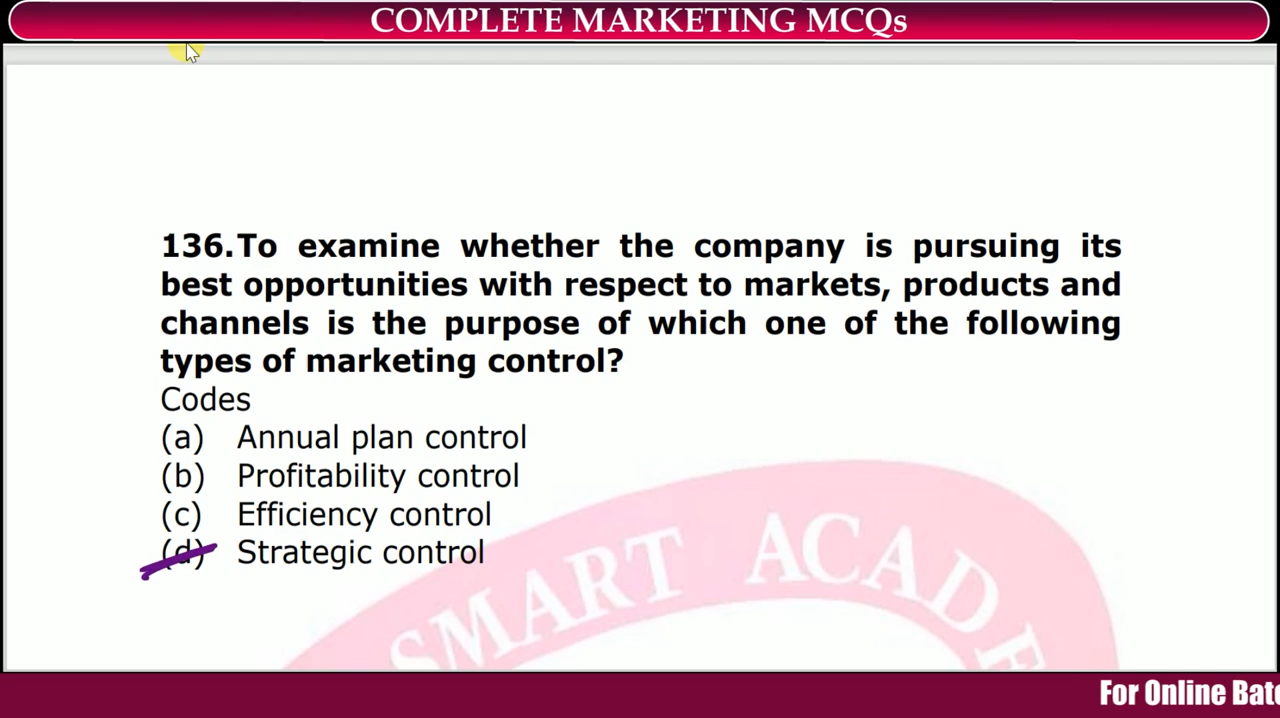 COMPLETE MARKETING MCQs
136.To examine whether the company is pursuing its
best opportunities with respect to markets, products and
channels is the purpose of which one of the following
types of marketing control?
Codes
(a) Annual plan control
(b) Profitability control
(c) Efficiency control
(d) Strategic control
SMART ACADE
For Online Batc